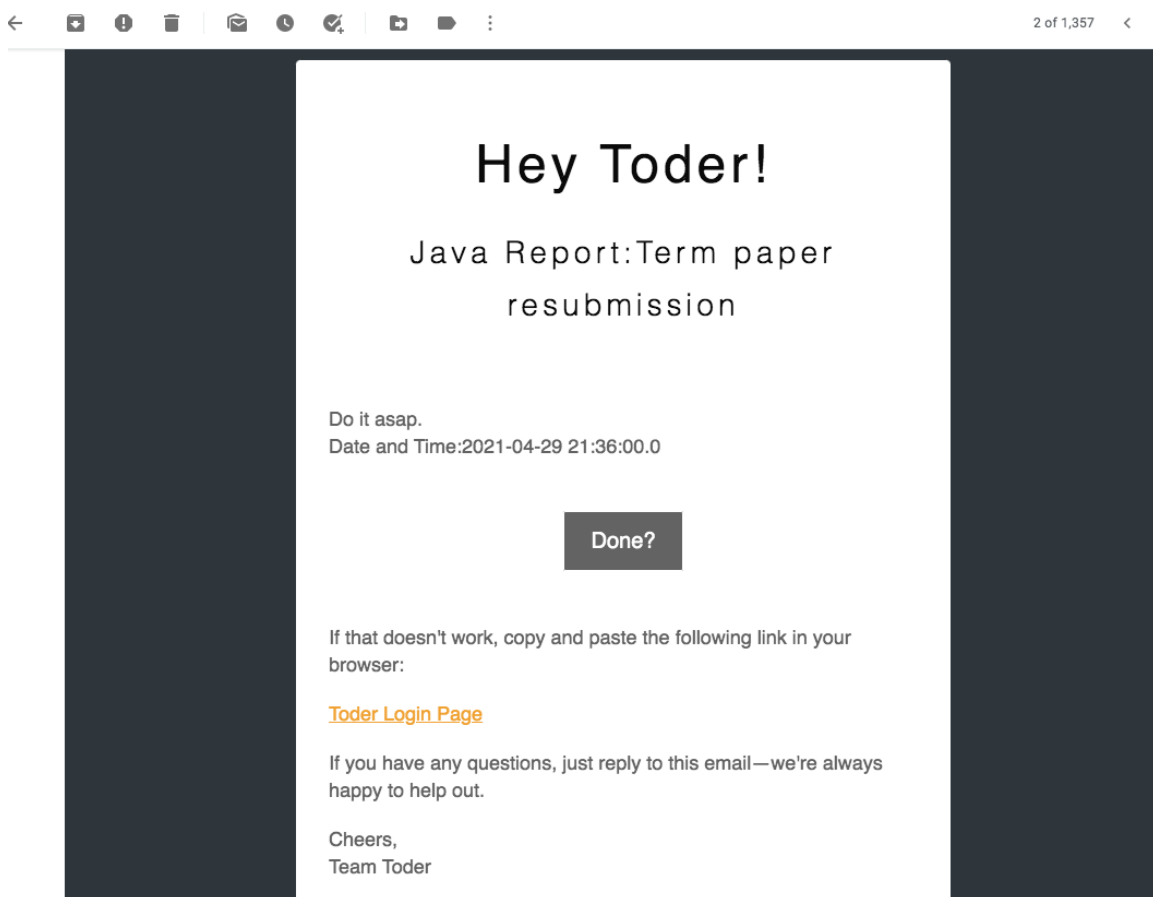 2 of 1,357
Hey Toder!
Java Report:Term paper
resubmission
Do it asap.
Date and Time:2021-04-29 21:36:00.0
Done?
If that doesn't work, copy and paste the following link in your
browser:
Toder Login Page
If you have any questions, just reply to this email—we're always
happy to help out.
Cheers,
Team Toder